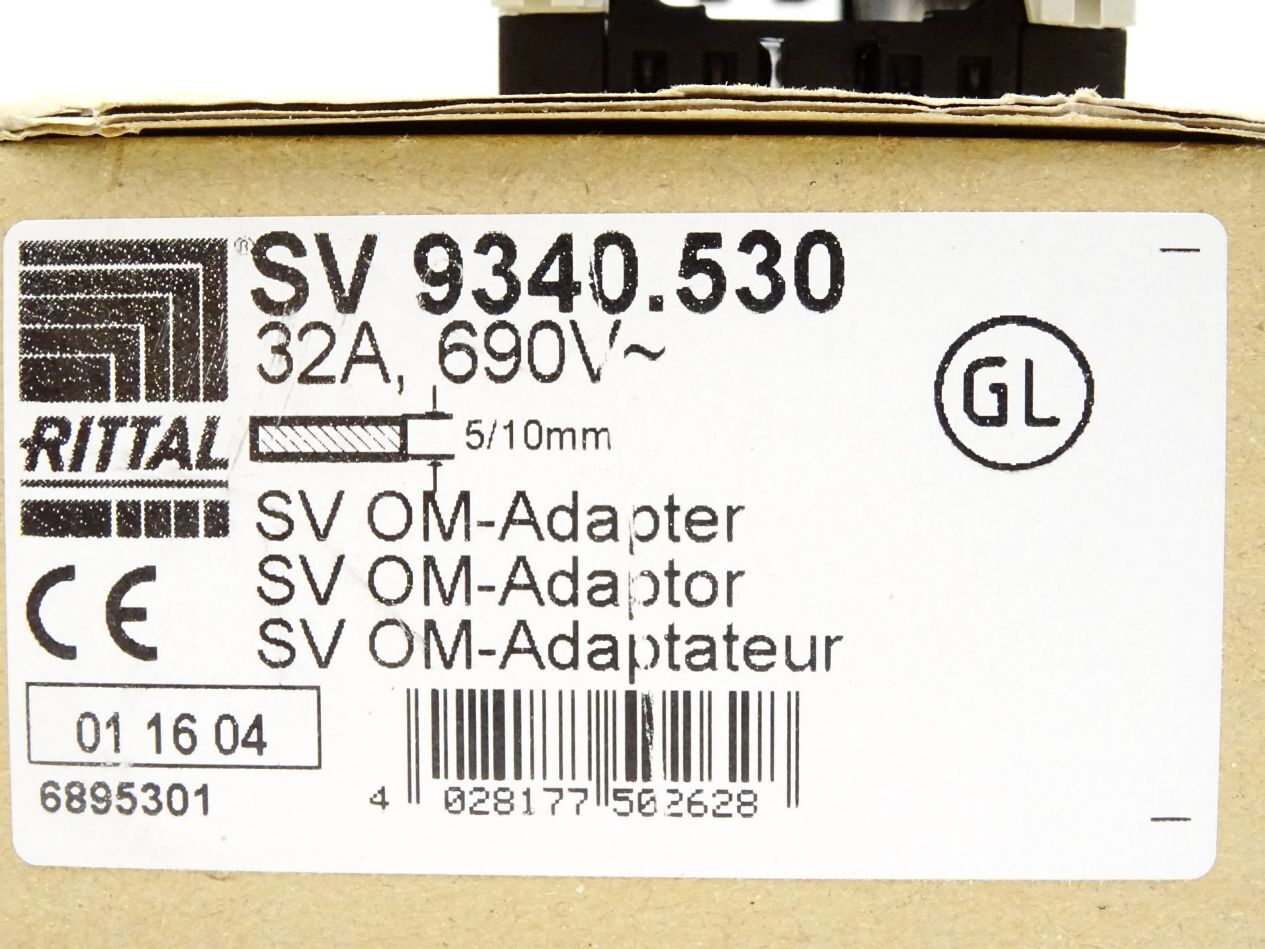 SV 9340.530
32A, 690V~
RITTAL ®
5/10mm
GL
SV OM-Adapter
SV OM-Adaptor
SV OM-Adaptateur
CE
01 16 04
6895301
4 028177 502628